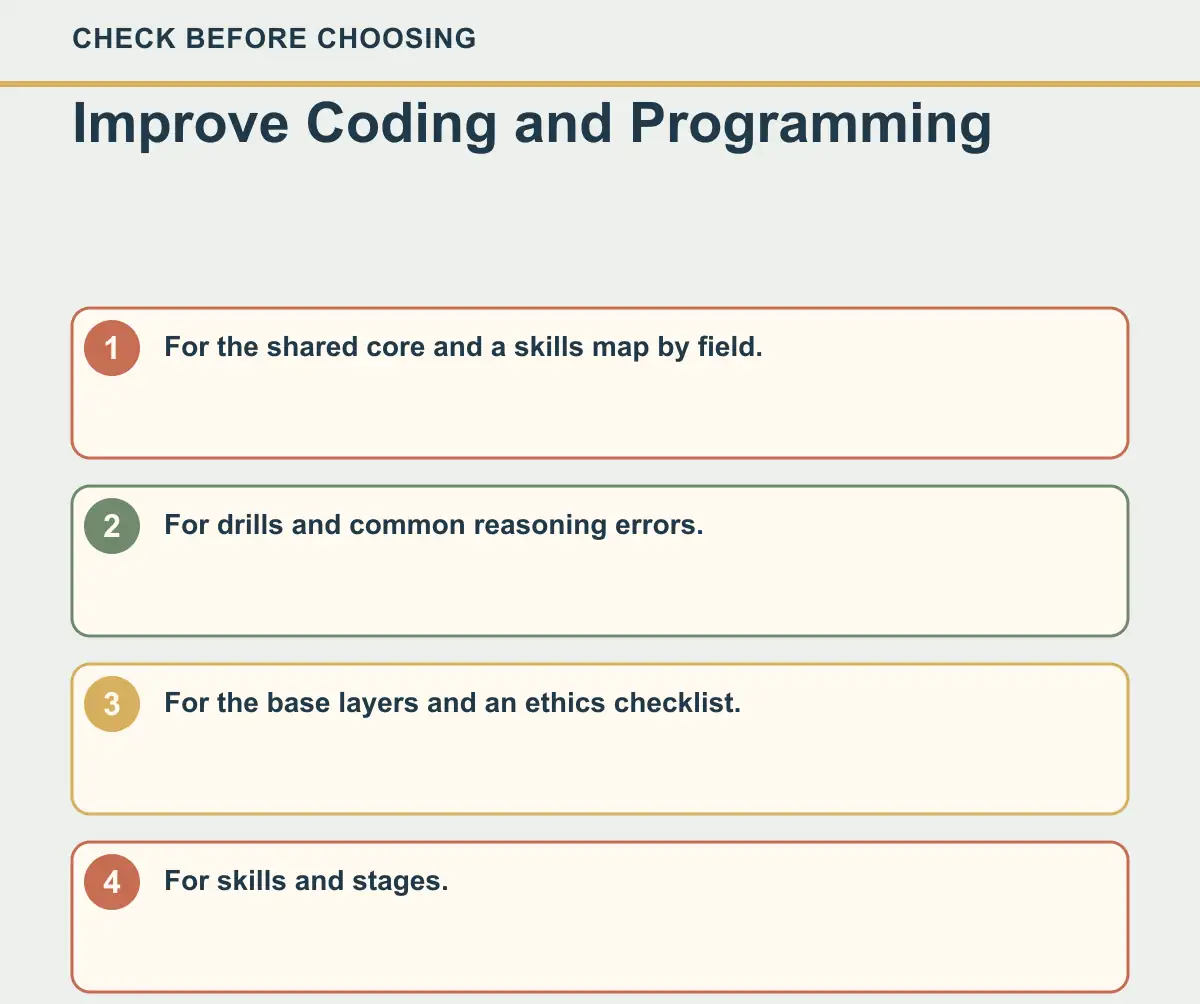 CHECK BEFORE CHOOSING
Improve Coding and Programming
1 For the shared core and a skills map by field.
2 For drills and common reasoning errors.
3 For the base layers and an ethics checklist.
4 For skills and stages.